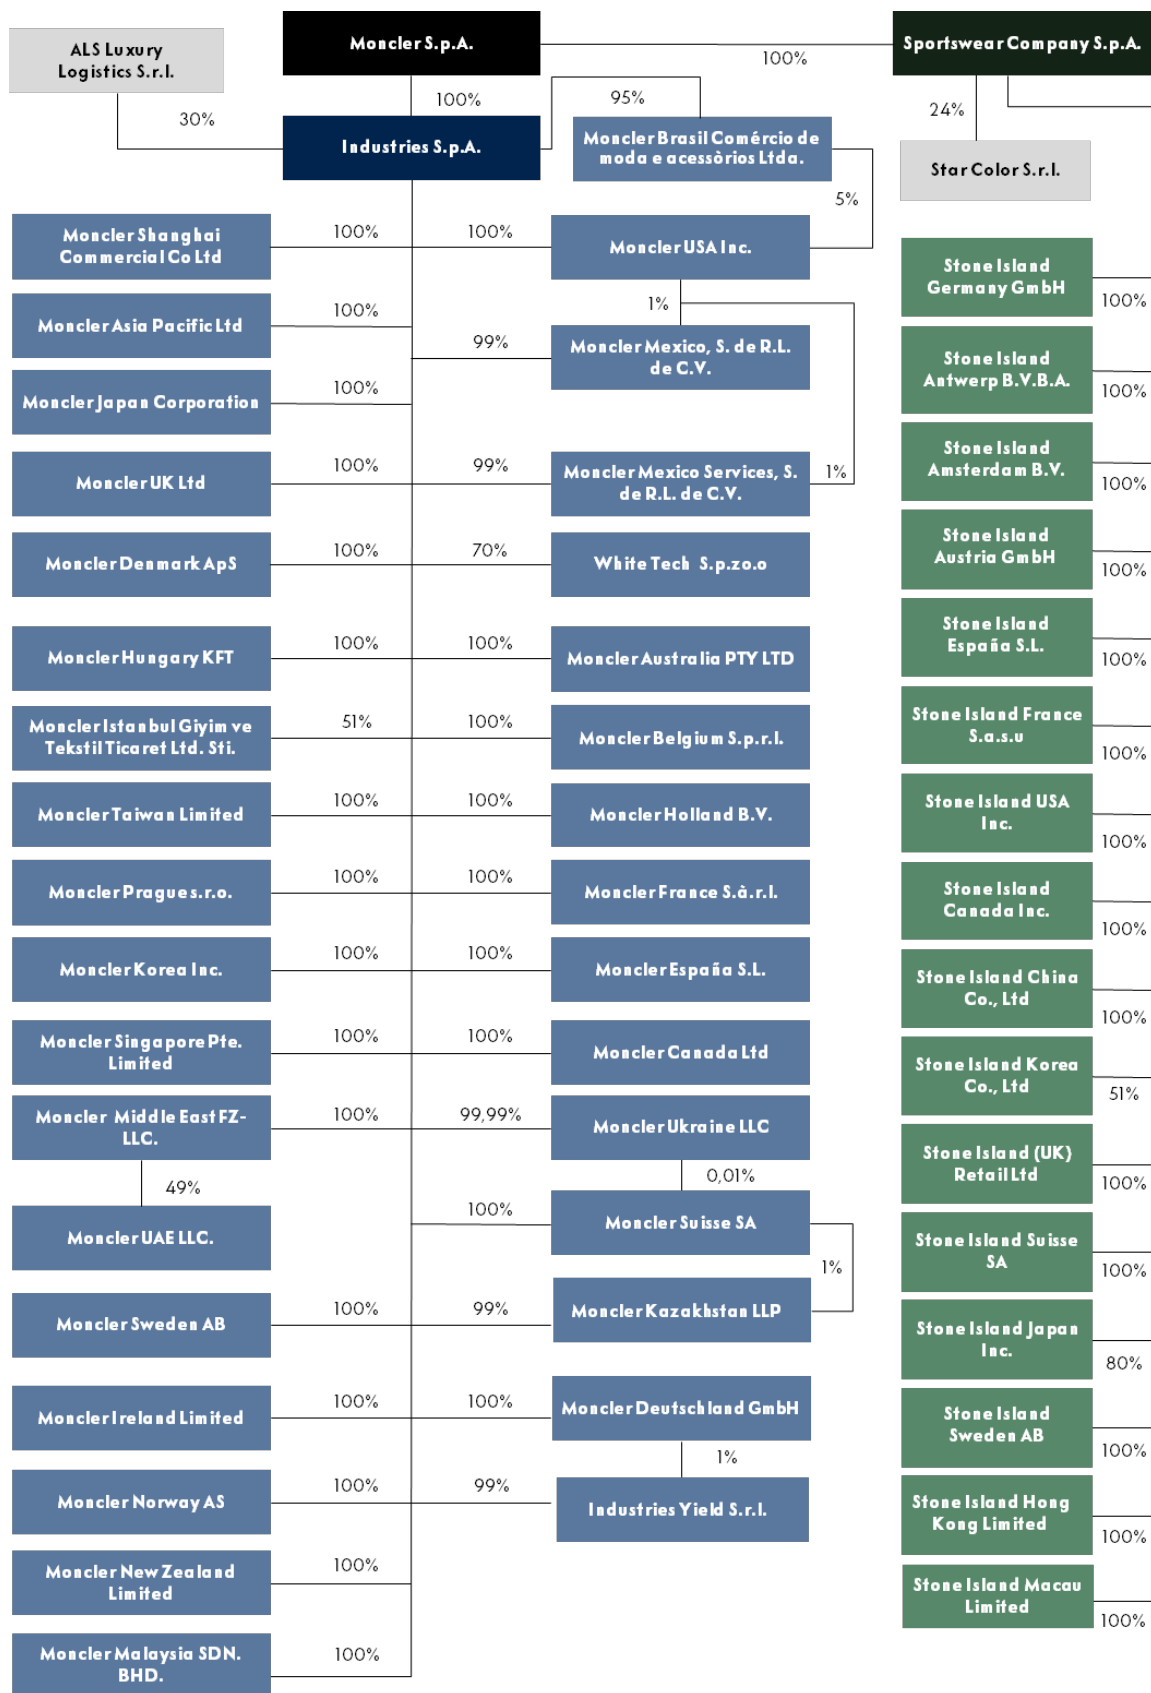 ALS Luxury
Logistics S.r.l.
Moncler S.p.A.
Sportswear Company S.p.A.
100%
30%
100%
95%
24%
Industries S.p.A.
Moncler Brasil Comércio de
moda e acessòrios Ltda.
Star Color S.r.l.
5%
Moncler Shanghai
Commercial Co Ltd
100%
100%
Moncler USA Inc.
Stone Island
Germany GmbH
100%
Moncler Asia Pacific Ltd
100%
1%
99%
Moncler Mexico, S. de R.L.
de C.V.
Stone Island
Antwerp B.V.B.A.
100%
Moncler Japan Corporation
100%
Moncler UK Ltd
100%
99%
Moncler Mexico Services, S.
de R.L. de C.V.
1%
Stone Island
Amsterdam B.V.
100%
Moncler Denmark ApS
100%
70%
White Tech S.p.zo.o
Stone Island
Austria GmbH
100%
Moncler Hungary KFT
100%
100%
Moncler Australia PTY LTD
Stone Island
España S.L.
100%
Moncler Istanbul Giyim ve
Tekstil Ticaret Ltd. Sti.
51%
100%
Moncler Belgium S.p.r.l.
Stone Island France
S.a.s.u
100%
Moncler Taiwan Limited
100%
100%
Moncler Holland B.V.
Stone Island USA
Inc.
100%
Moncler Prague s.r.o.
100%
100%
Moncler France S.à.r.l.
Stone Island
Canada Inc.
100%
Moncler Korea Inc.
100%
100%
Moncler España S.L.
Stone Island China
Co., Ltd
100%
Moncler Singapore Pte.
Limited
100%
100%
Moncler Canada Ltd
Stone Island Korea
Co., Ltd
51%
Moncler Middle East FZ-
LLC.
100%
99,99%
Moncler Ukraine LLC
Stone Island (UK)
Retail Ltd
100%
49%
0,01%
Moncler UAE LLC.
100%
Moncler Suisse SA
Stone Island Suisse
SA
100%
1%
Moncler Sweden AB
100%
99%
Moncler Kazakhstan LLP
Stone Island Japan
Inc.
80%
Moncler Ireland Limited
100%
100%
Moncler Deutschland GmbH
Stone Island
Sweden AB
100%
1%
Moncler Norway AS
100%
99%
Industries Yield S.r.l.
Stone Island Hong
Kong Limited
100%
Moncler New Zealand
Limited
100%
Stone Island Macau
Limited
100%
Moncler Malaysia SDN.
BHD.
100%